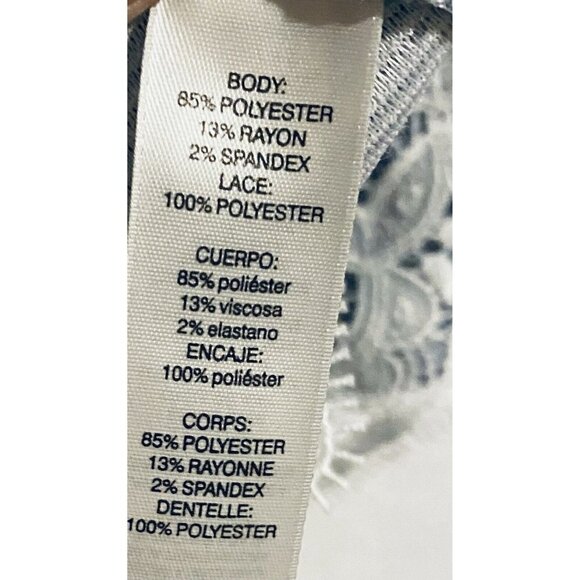 BODY:
85% POLYESTER
13% RAYON
2% SPANDEX
LACE:
100% POLYESTER
CUERPO:
85% poliéster
13% viscosa
2% elastano
ENCAJE:
100% poliéster
CORPS:
85% POLYESTER
13% RAYONNE
2% SPANDEX
DENTELLE:
100% POLYESTER